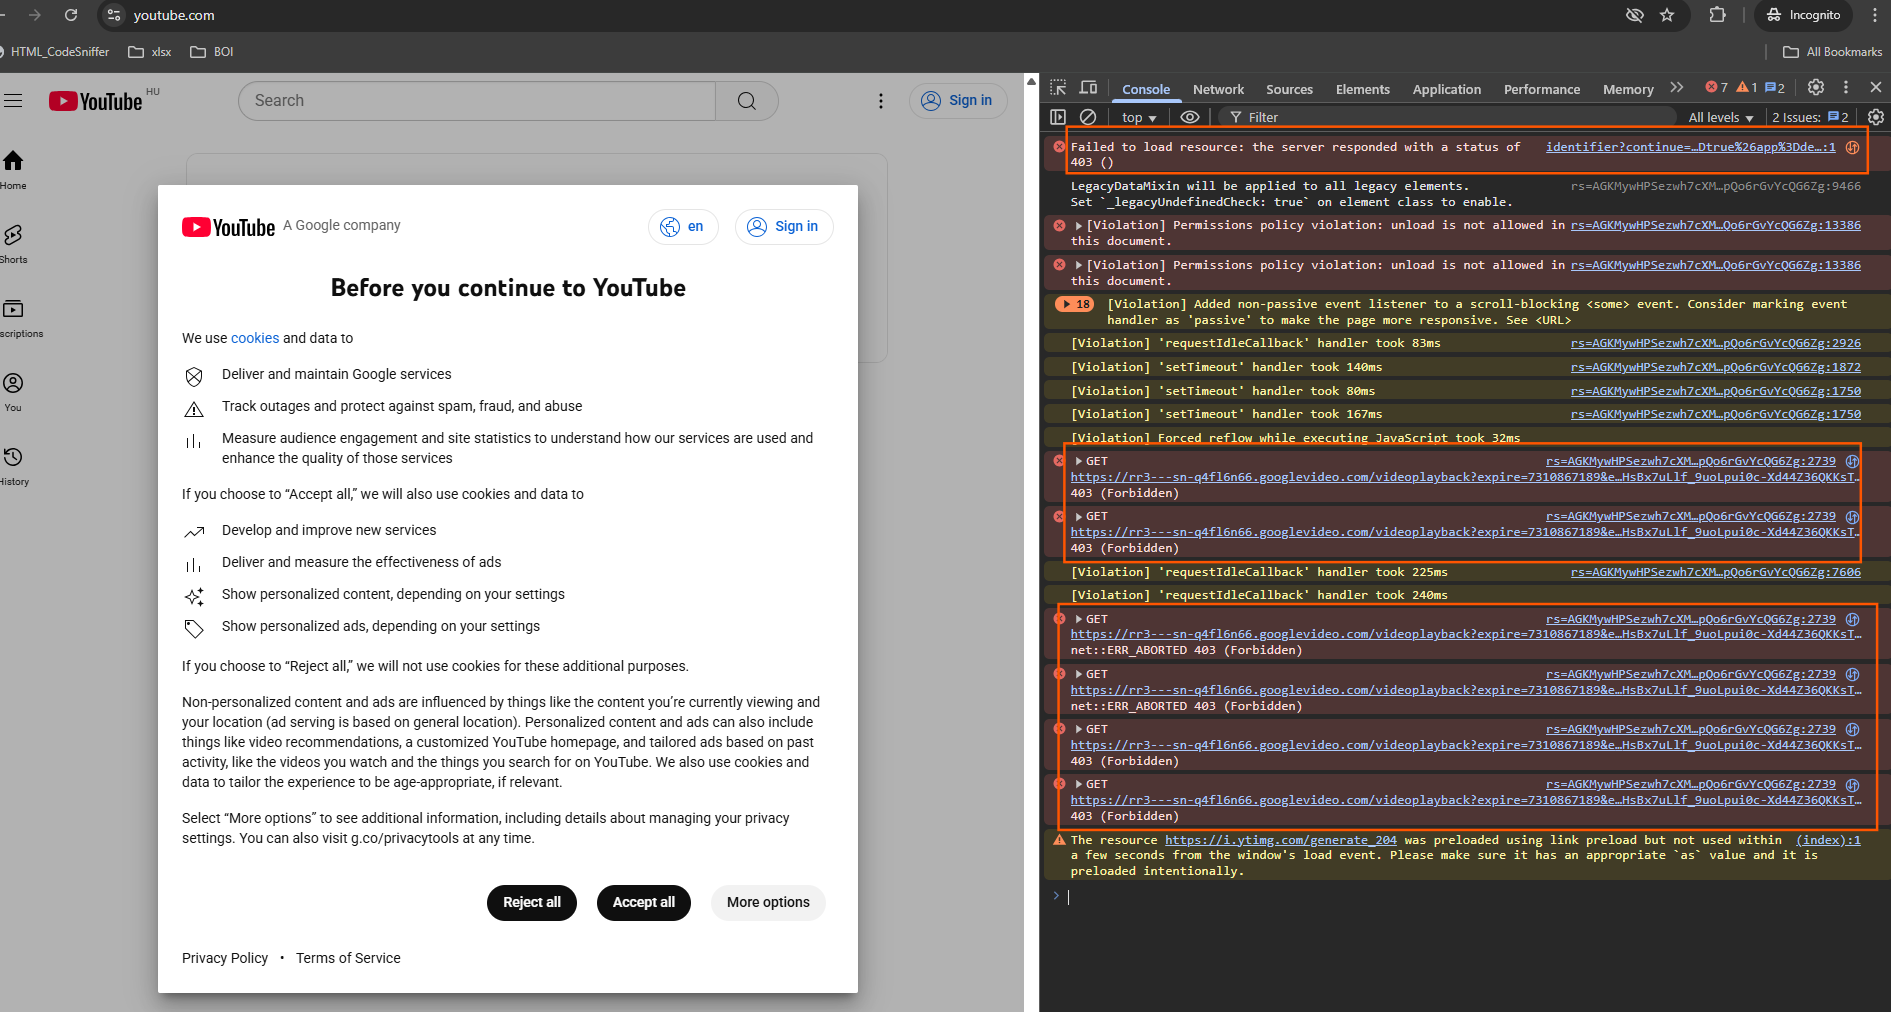 youtube.com
Incognito
HTML_CodeSniffer
xlsx
BOI
All Bookmarks
YouTube HU
Search
Sign in
Home
Shorts
scriptions
You
History
YouTube A Google company
en
Sign in
Before you continue to YouTube
We use cookies and data to
Deliver and maintain Google services
Track outages and protect against spam, fraud, and abuse
Measure audience engagement and site statistics to understand how our services are used and
enhance the quality of those services
If you choose to “Accept all,” we will also use cookies and data to
Develop and improve new services
Deliver and measure the effectiveness of ads
Show personalized content, depending on your settings
Show personalized ads, depending on your settings
If you choose to “Reject all,” we will not use cookies for these additional purposes.
Non-personalized content and ads are influenced by things like the content you’re currently viewing and
your location (ad serving is based on general location). Personalized content and ads can also include
things like video recommendations, a customized YouTube homepage, and tailored ads based on past
activity, like the videos you watch and the things you search for on YouTube. We also use cookies and
data to tailor the experience to be age-appropriate, if relevant.
Select “More options” to see additional information, including details about managing your privacy
settings. You can also visit g.co/privacytools at any time.
Reject all
Accept all
More options
Privacy Policy • Terms of Service
Console Network Sources Elements Application Performance Memory 7 1 2
top Filter All levels 2 Issues: 2
Failed to load resource: the server responded with a status of identifier?continue=…Dtrue%26app%3Dde…:1
403 ()
LegacyDataMixin will be applied to all legacy elements. rs=AGKMywHPSezwh7cXM…pQo6rGvYcQG6Zg:9466
Set `_legacyUndefinedCheck: true` on element class to enable.
[Violation] Permissions policy violation: unload is not allowed in rs=AGKMywHPSezwh7cXM…Qo6rGvYcQG6Zg:13386
this document.
[Violation] Permissions policy violation: unload is not allowed in rs=AGKMywHPSezwh7cXM…Qo6rGvYcQG6Zg:13386
this document.
18 [Violation] Added non-passive event listener to a scroll-blocking <some> event. Consider marking event
handler as 'passive' to make the page more responsive. See <URL>
[Violation] 'requestIdleCallback' handler took 83ms rs=AGKMywHPSezwh7cXM…pQo6rGvYcQG6Zg:2926
[Violation] 'setTimeout' handler took 140ms rs=AGKMywHPSezwh7cXM…pQo6rGvYcQG6Zg:1872
[Violation] 'setTimeout' handler took 80ms rs=AGKMywHPSezwh7cXM…pQo6rGvYcQG6Zg:1750
[Violation] 'setTimeout' handler took 167ms rs=AGKMywHPSezwh7cXM…pQo6rGvYcQG6Zg:1750
[Violation] Forced reflow while executing JavaScript took 32ms
GET rs=AGKMywHPSezwh7cXM…pQo6rGvYcQG6Zg:2739
https://rr3---sn-q4fl6n66.googlevideo.com/videoplayback?expire=7310867189&e…HsBx7uLlf_9uoLpui0c-Xd44Z36QKKsT…
403 (Forbidden)
GET rs=AGKMywHPSezwh7cXM…pQo6rGvYcQG6Zg:2739
https://rr3---sn-q4fl6n66.googlevideo.com/videoplayback?expire=7310867189&e…HsBx7uLlf_9uoLpui0c-Xd44Z36QKKsT…
403 (Forbidden)
[Violation] 'requestIdleCallback' handler took 225ms rs=AGKMywHPSezwh7cXM…pQo6rGvYcQG6Zg:7606
[Violation] 'requestIdleCallback' handler took 240ms
GET rs=AGKMywHPSezwh7cXM…pQo6rGvYcQG6Zg:2739
https://rr3---sn-q4fl6n66.googlevideo.com/videoplayback?expire=7310867189&e…HsBx7uLlf_9uoLpui0c-Xd44Z36QKKsT…
net::ERR_ABORTED 403 (Forbidden)
GET rs=AGKMywHPSezwh7cXM…pQo6rGvYcQG6Zg:2739
https://rr3---sn-q4fl6n66.googlevideo.com/videoplayback?expire=7310867189&e…HsBx7uLlf_9uoLpui0c-Xd44Z36QKKsT…
net::ERR_ABORTED 403 (Forbidden)
GET rs=AGKMywHPSezwh7cXM…pQo6rGvYcQG6Zg:2739
https://rr3---sn-q4fl6n66.googlevideo.com/videoplayback?expire=7310867189&e…HsBx7uLlf_9uoLpui0c-Xd44Z36QKKsT…
403 (Forbidden)
GET rs=AGKMywHPSezwh7cXM…pQo6rGvYcQG6Zg:2739
https://rr3---sn-q4fl6n66.googlevideo.com/videoplayback?expire=7310867189&e…HsBx7uLlf_9uoLpui0c-Xd44Z36QKKsT…
403 (Forbidden)
The resource https://i.ytimg.com/generate_204 was preloaded using link preload but not used within (index):1
a few seconds from the window's load event. Please make sure it has an appropriate `as` value and it is
preloaded intentionally.